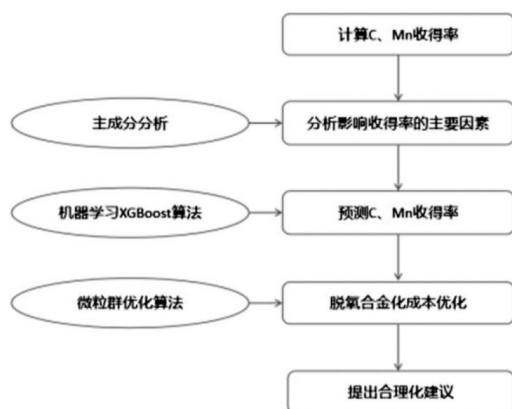 计算C、Mn收得率
主成分分析
分析影响收得率的主要因素
机器学习XGBoost算法
预测C、Mn收得率
微粒群优化算法
脱氧合金化成本优化
提出合理化建议